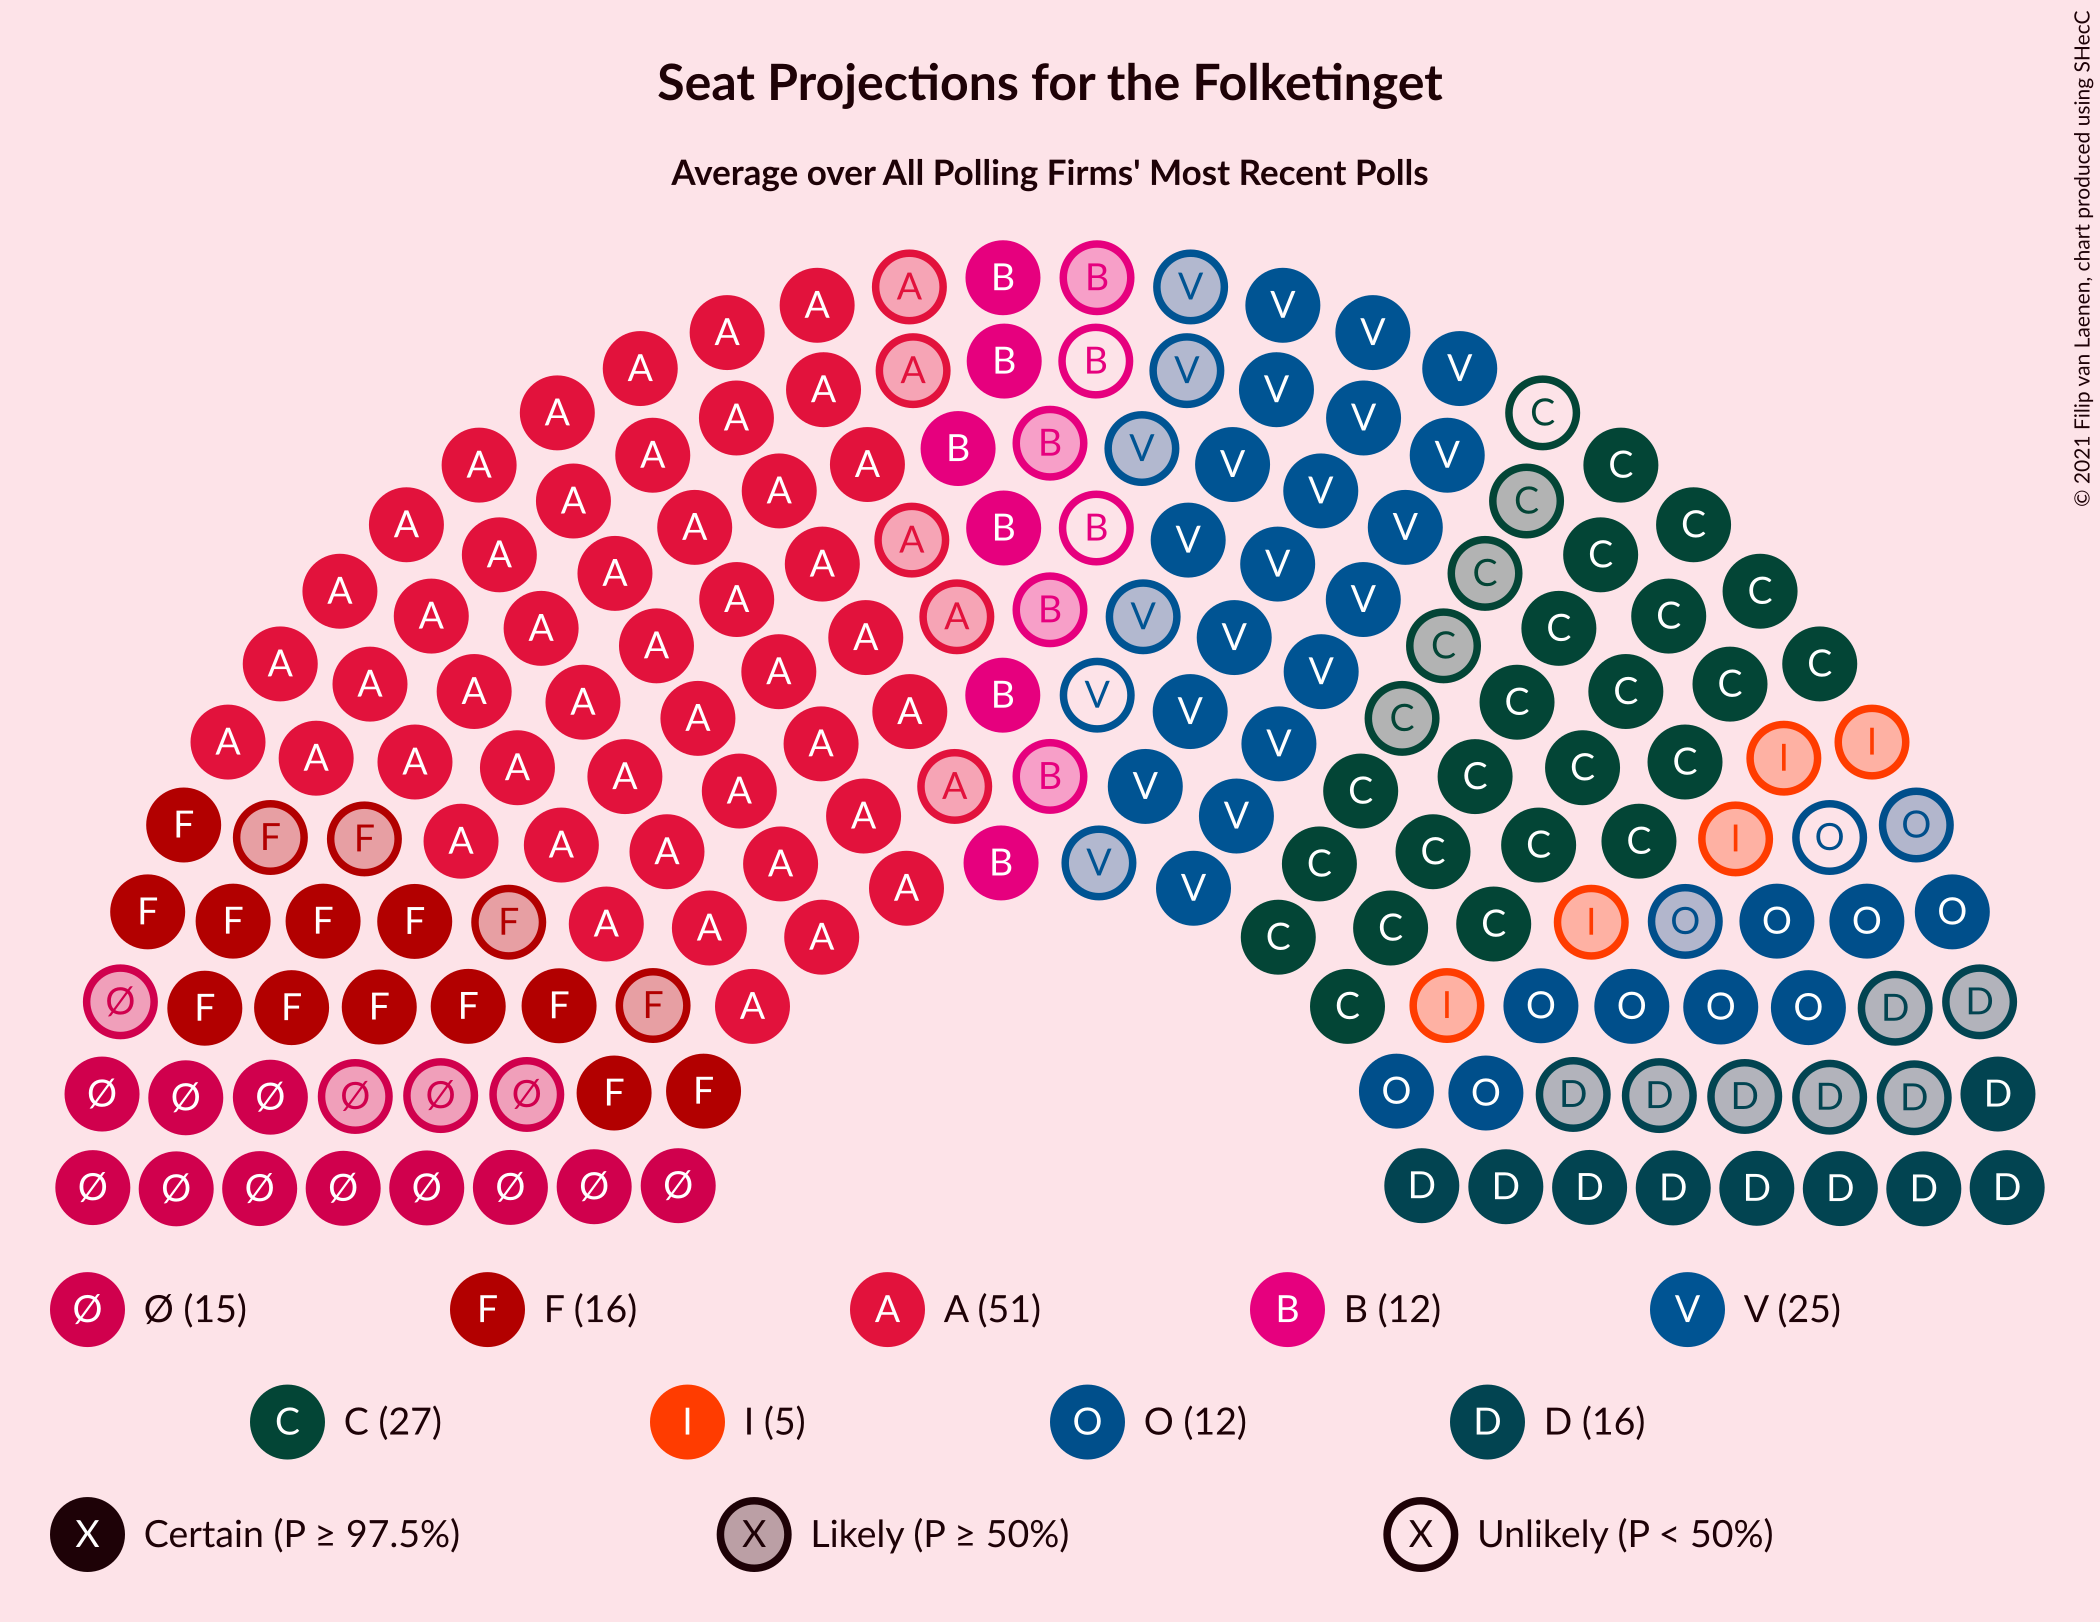 Seat Projections for the Folketinget
Average over All Polling Firms' Most Recent Polls
© 2021 Filip van Laenen, chart produced using SHecC
B B
A V
A V
A V
A B B V C
A V
A A V V
A B V C
A B V C
A A V C
A V
A A V C
A A V C
A B B V
A A V C
A A V C
A A V C
A B V C
A A V C
A A V C
A A V C
A B V C
A A V C
A A V C
A A V I I
A A C C
A B V C
A A C C
A A V O
F A V O
F F A A C C I O
A A C C
A B V C
A V
F F F F F A A C C C I O O O O
A C
Ø F F F F F F A C I O O O O D D
Ø Ø Ø Ø Ø Ø F F O O D D D D D D
Ø Ø Ø Ø Ø Ø Ø Ø D D D D D D D D
Ø Ø (15) F F (16) A A (51) B B (12) V V (25)
C C (27) I I (5) O O (12) D D (16)
X Certain (P ≥ 97.5%) X Likely (P ≥ 50%) X Unlikely (P < 50%)